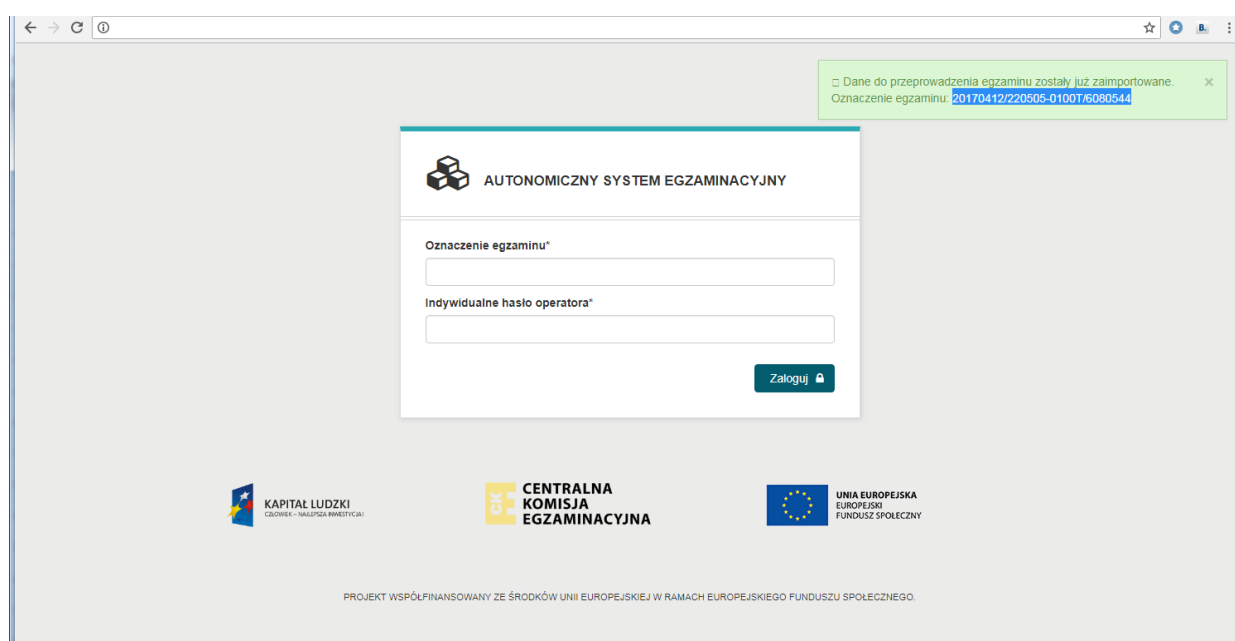 Dane do przeprowadzenia egzaminu zostały już zaimportowane.
Oznaczenie egzaminu: 20170412/220505-0100T/6080544
AUTONOMICZNY SYSTEM EGZAMINACYJNY
Oznaczenie egzaminu*
Indywidualne hasło operatora*
Zaloguj
KAPITAŁ LUDZKI
CZŁOWIEK – NAJLEPSZA INWESTYCJA!
CKE
CENTRALNA
KOMISJA
EGZAMINACYJNA
UNIA EUROPEJSKA
EUROPEJSKI
FUNDUSZ SPOŁECZNY
PROJEKT WSPÓŁFINANSOWANY ZE ŚRODKÓW UNII EUROPEJSKIEJ W RAMACH EUROPEJSKIEGO FUNDUSZU SPOŁECZNEGO.